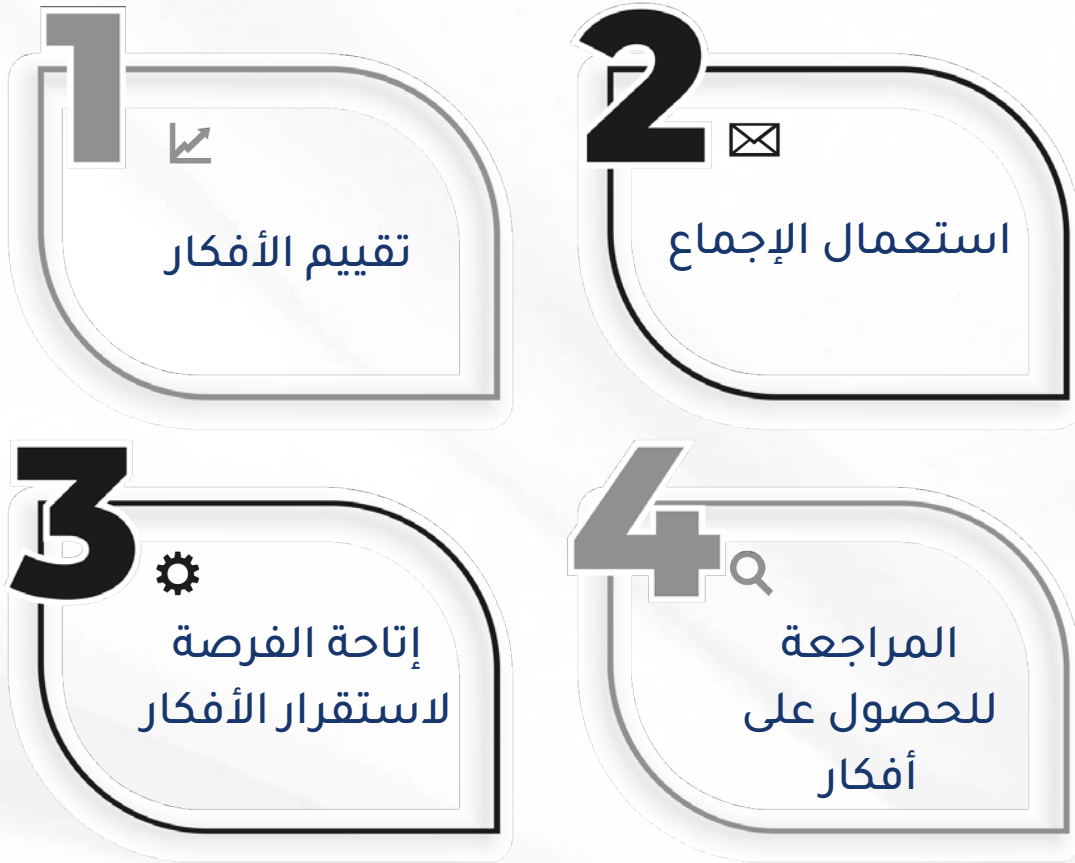 1
تقييم الأفكار
2
استعمال الإجماع
3
إتاحة الفرصة
لاستقرار الأفكار
4
المراجعة
للحصول على
أفكار